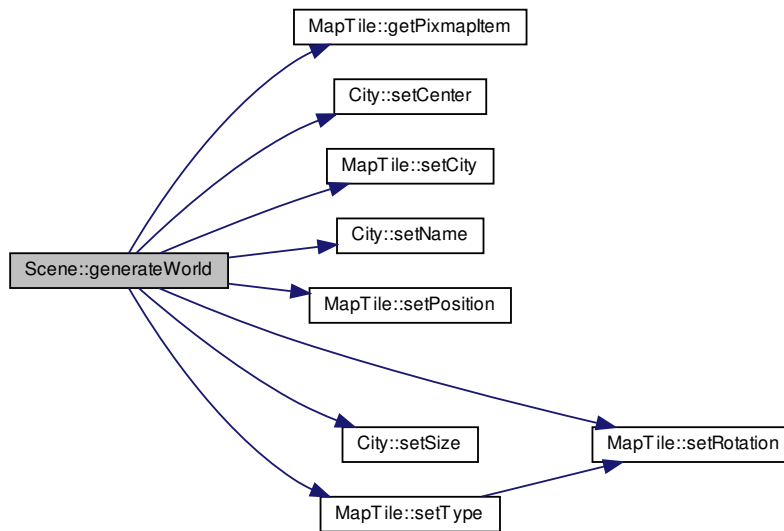 MapTile::getPixmapItem
City::setCenter
MapTile::setCity
City::setName
Scene::generateWorld
MapTile::setPosition
City::setSize
MapTile::setRotation
MapTile::setType